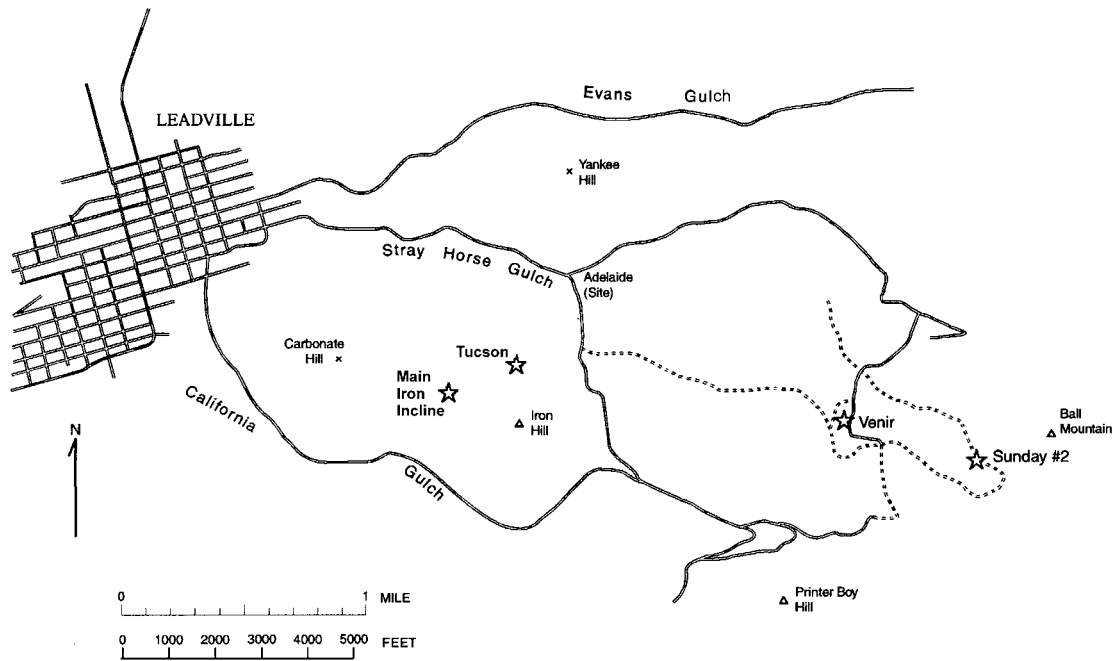 Evans Gulch
LEADVILLE
Yankee
Hill
Stray Horse Gulch
Adelaide
(Site)
Carbonate
Hill
Tucson
Main
Iron
Incline
California
Gulch
Iron
Hill
Venir
Ball
Mountain
Sunday #2
N
Printer Boy
Hill
0 1 MILE
0 1000 2000 3000 4000 5000 FEET